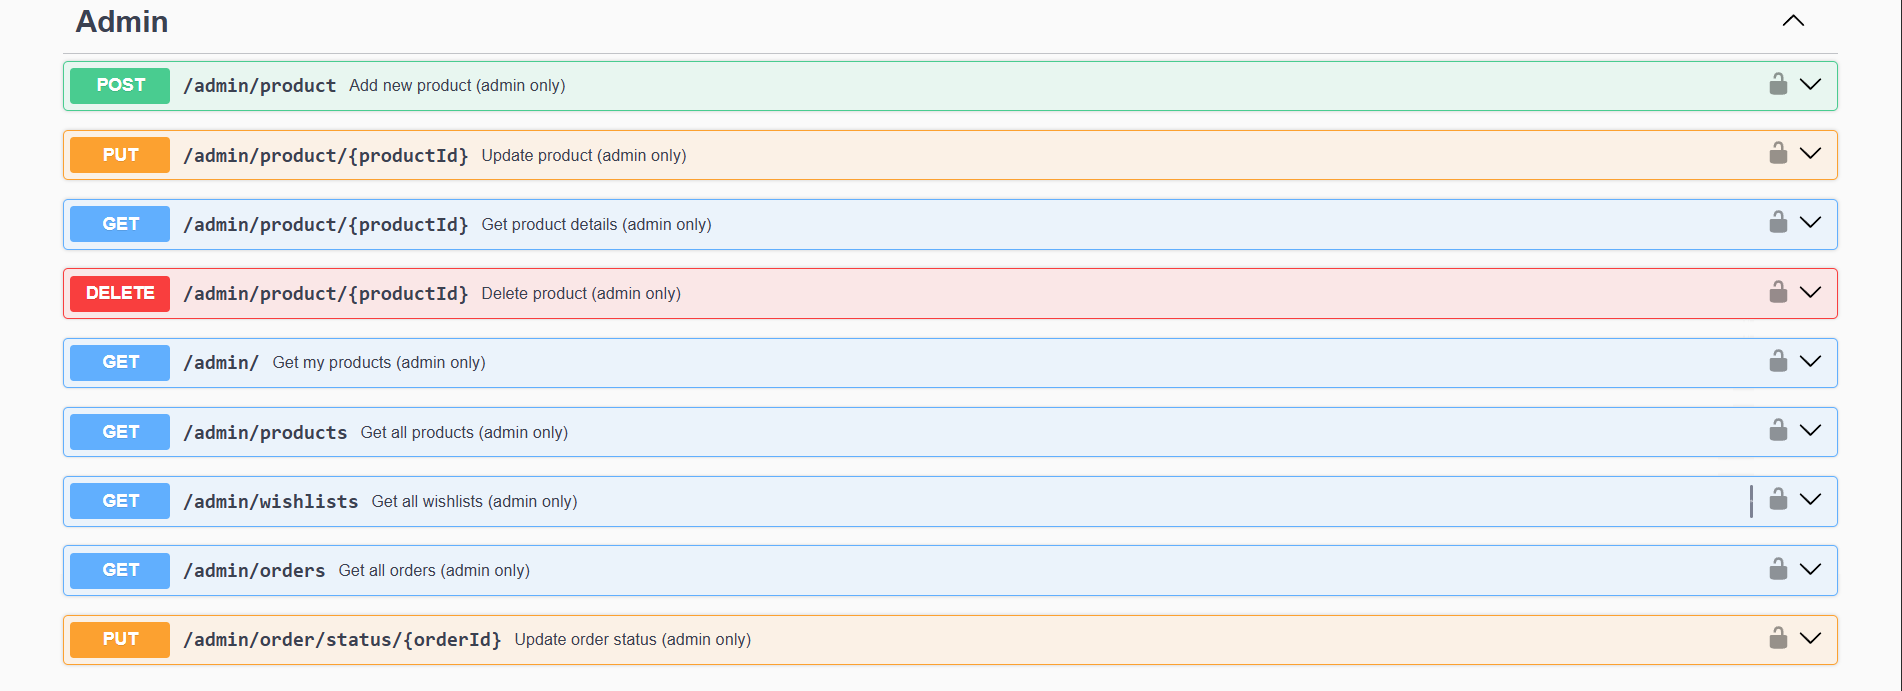 Admin
POST /admin/product Add new product (admin only)
PUT /admin/product/{productId} Update product (admin only)
GET /admin/product/{productId} Get product details (admin only)
DELETE /admin/product/{productId} Delete product (admin only)
GET /admin/ Get my products (admin only)
GET /admin/products Get all products (admin only)
GET /admin/wishlists Get all wishlists (admin only)
GET /admin/orders Get all orders (admin only)
PUT /admin/order/status/{orderId} Update order status (admin only)